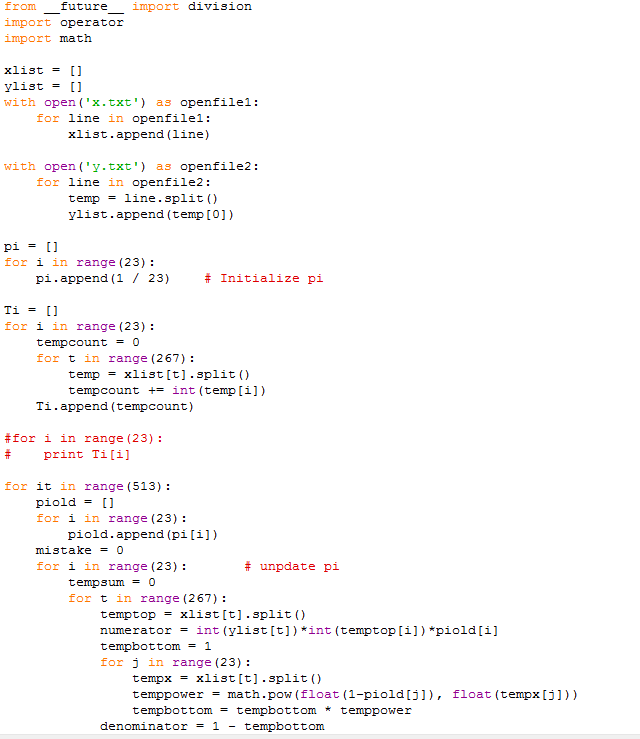 from __future__ import division
import operator
import math

xlist = []
ylist = []
with open('x.txt') as openfile1:
    for line in openfile1:
        xlist.append(line)

with open('y.txt') as openfile2:
    for line in openfile2:
        temp = line.split()
        ylist.append(temp[0])

pi = []
for i in range(23):
    pi.append(1 / 23)    # Initialize pi

Ti = []
for i in range(23):
    tempcount = 0
    for t in range(267):
        temp = xlist[t].split()
        tempcount += int(temp[i])
    Ti.append(tempcount)

#for i in range(23):
#    print Ti[i]

for it in range(513):
    piold = []
    for i in range(23):
        piold.append(pi[i])
    mistake = 0
    for i in range(23):       # unpdate pi
        tempsum = 0
        for t in range(267):
            temptop = xlist[t].split()
            numerator = int(ylist[t])*int(temptop[i])*piold[i]
            tempbottom = 1
            for j in range(23):
                tempx = xlist[t].split()
                temppower = math.pow(float(1-piold[j]), float(tempx[j]))
                tempbottom = tempbottom * temppower
            denominator = 1 - tempbottom